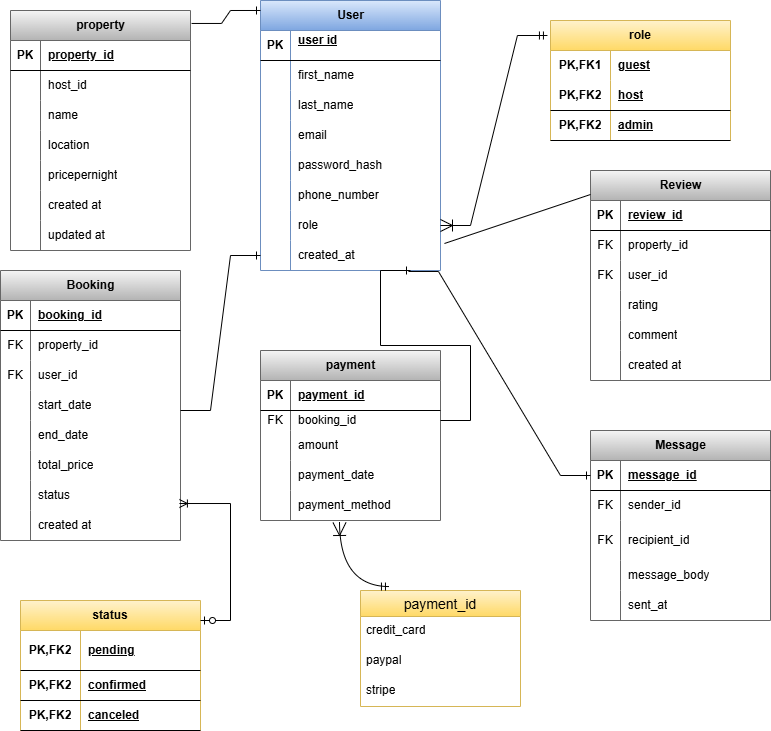 property
PK property_id
host_id
name
location
pricepernight
created at
updated at
User
PK user id
first_name
last_name
email
password_hash
phone_number
role
created_at
role
PK,FK1 guest
PK,FK2 host
PK,FK2 admin
Review
PK review_id
FK property_id
FK user_id
rating
comment
created at
Booking
PK booking_id
FK property_id
FK user_id
start_date
end_date
total_price
status
created at
payment
PK payment_id
FK booking_id
amount
payment_date
payment_method
Message
PK message_id
FK sender_id
FK recipient_id
message_body
sent_at
status
PK,FK2 pending
PK,FK2 confirmed
PK,FK2 canceled
payment_id
credit_card
paypal
stripe